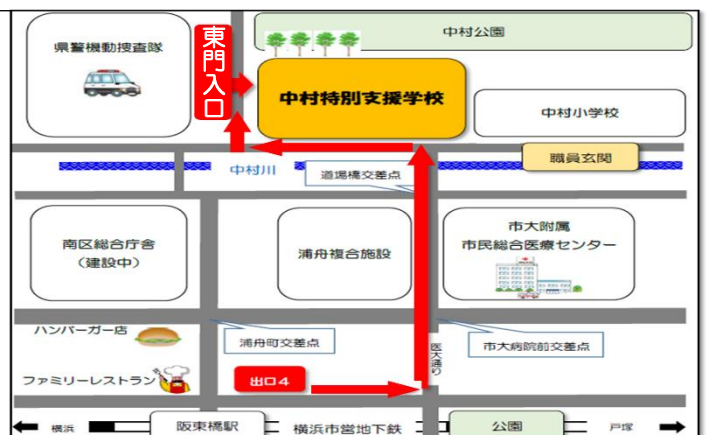 県警機動捜査隊
東門入口
中村公園
中村特別支援学校
中村小学校
職員玄関
中村川
道場橋交差点
南区総合庁舎
（建設中）
浦舟複合施設
市大附属
市民総合医療センター
ハンバーガー店
浦舟町交差点
医大通り
市大病院前交差点
ファミリーレストラン
出口４
横浜
阪東橋駅
横浜市営地下鉄
公園
戸塚